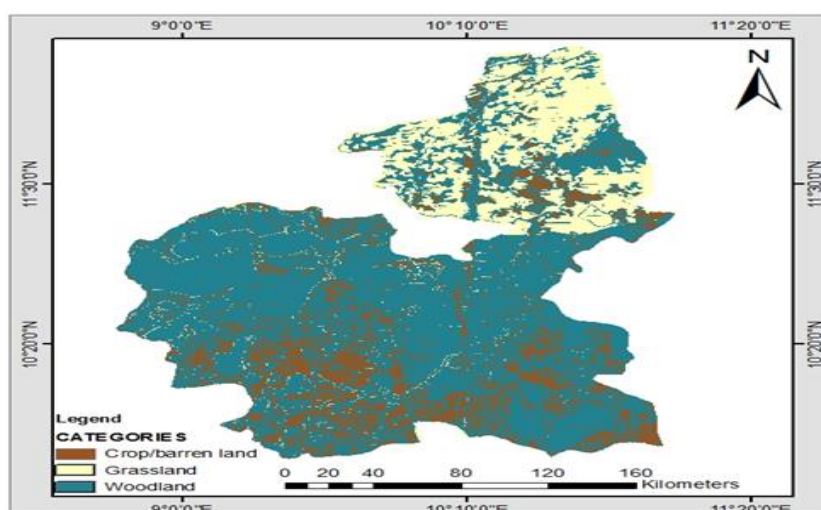 9°0'0"E 10°10'0"E 11°20'0"E
N
11°30'0"N 11°30'0"N
10°20'0"N 10°20'0"N
Legend
CATEGORIES
Crop/barren land
Grassland
Woodland
0 20 40 80 120 160
Kilometers
9°0'0"E 10°10'0"E 11°20'0"E